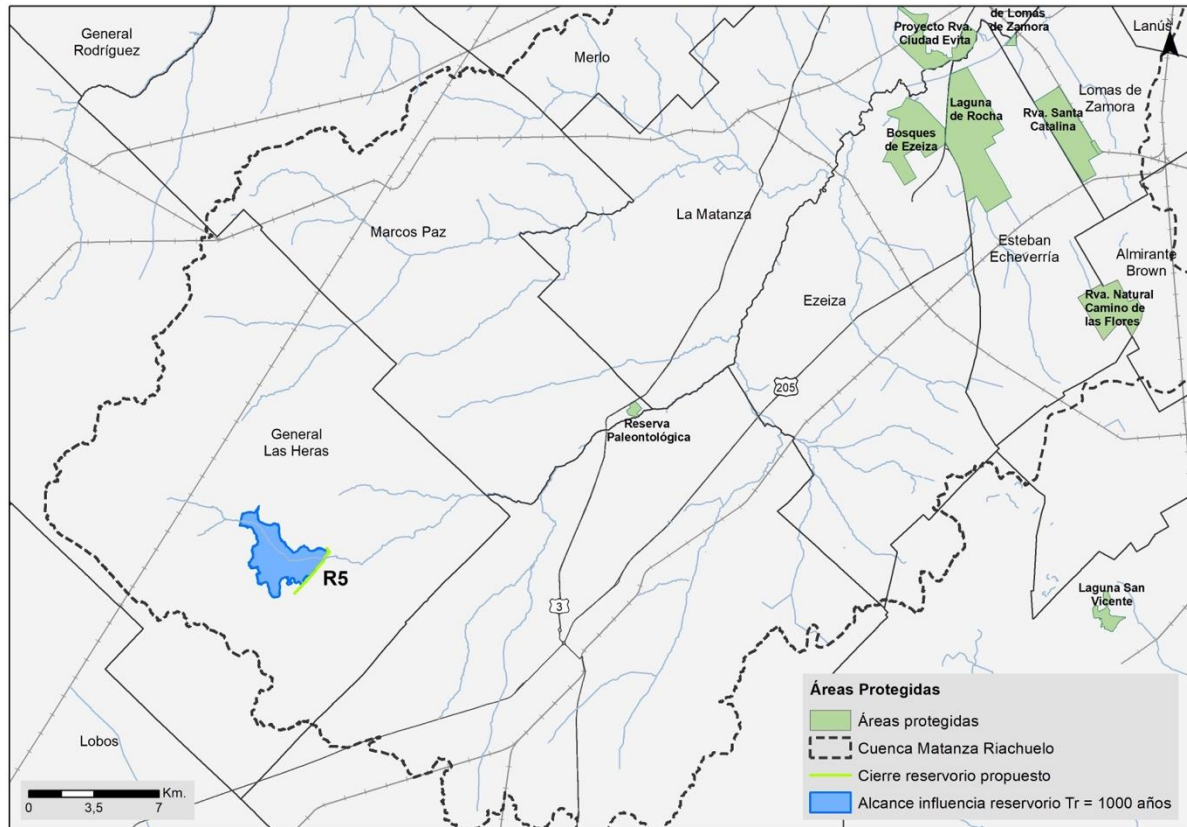 General
Rodríguez
Merlo
Proyecto Rva.
Ciudad Evita
de Lomas
de Zamora
Lanús
Lomas de
Zamora
Laguna
de Rocha
Rva. Santa
Catalina
Bosques
de Ezeiza
Marcos Paz
La Matanza
Esteban
Echeverría
Almirante
Brown
Ezeiza
Rva. Natural
Camino de
las Flores
205
Reserva
Paleontológica
General
Las Heras
R5
3
Laguna San
Vicente
Lobos
Áreas Protegidas
Áreas protegidas
Cuenca Matanza Riachuelo
Cierre reservorio propuesto
Alcance influencia reservorio Tr = 1000 años
Km.
0 3,5 7